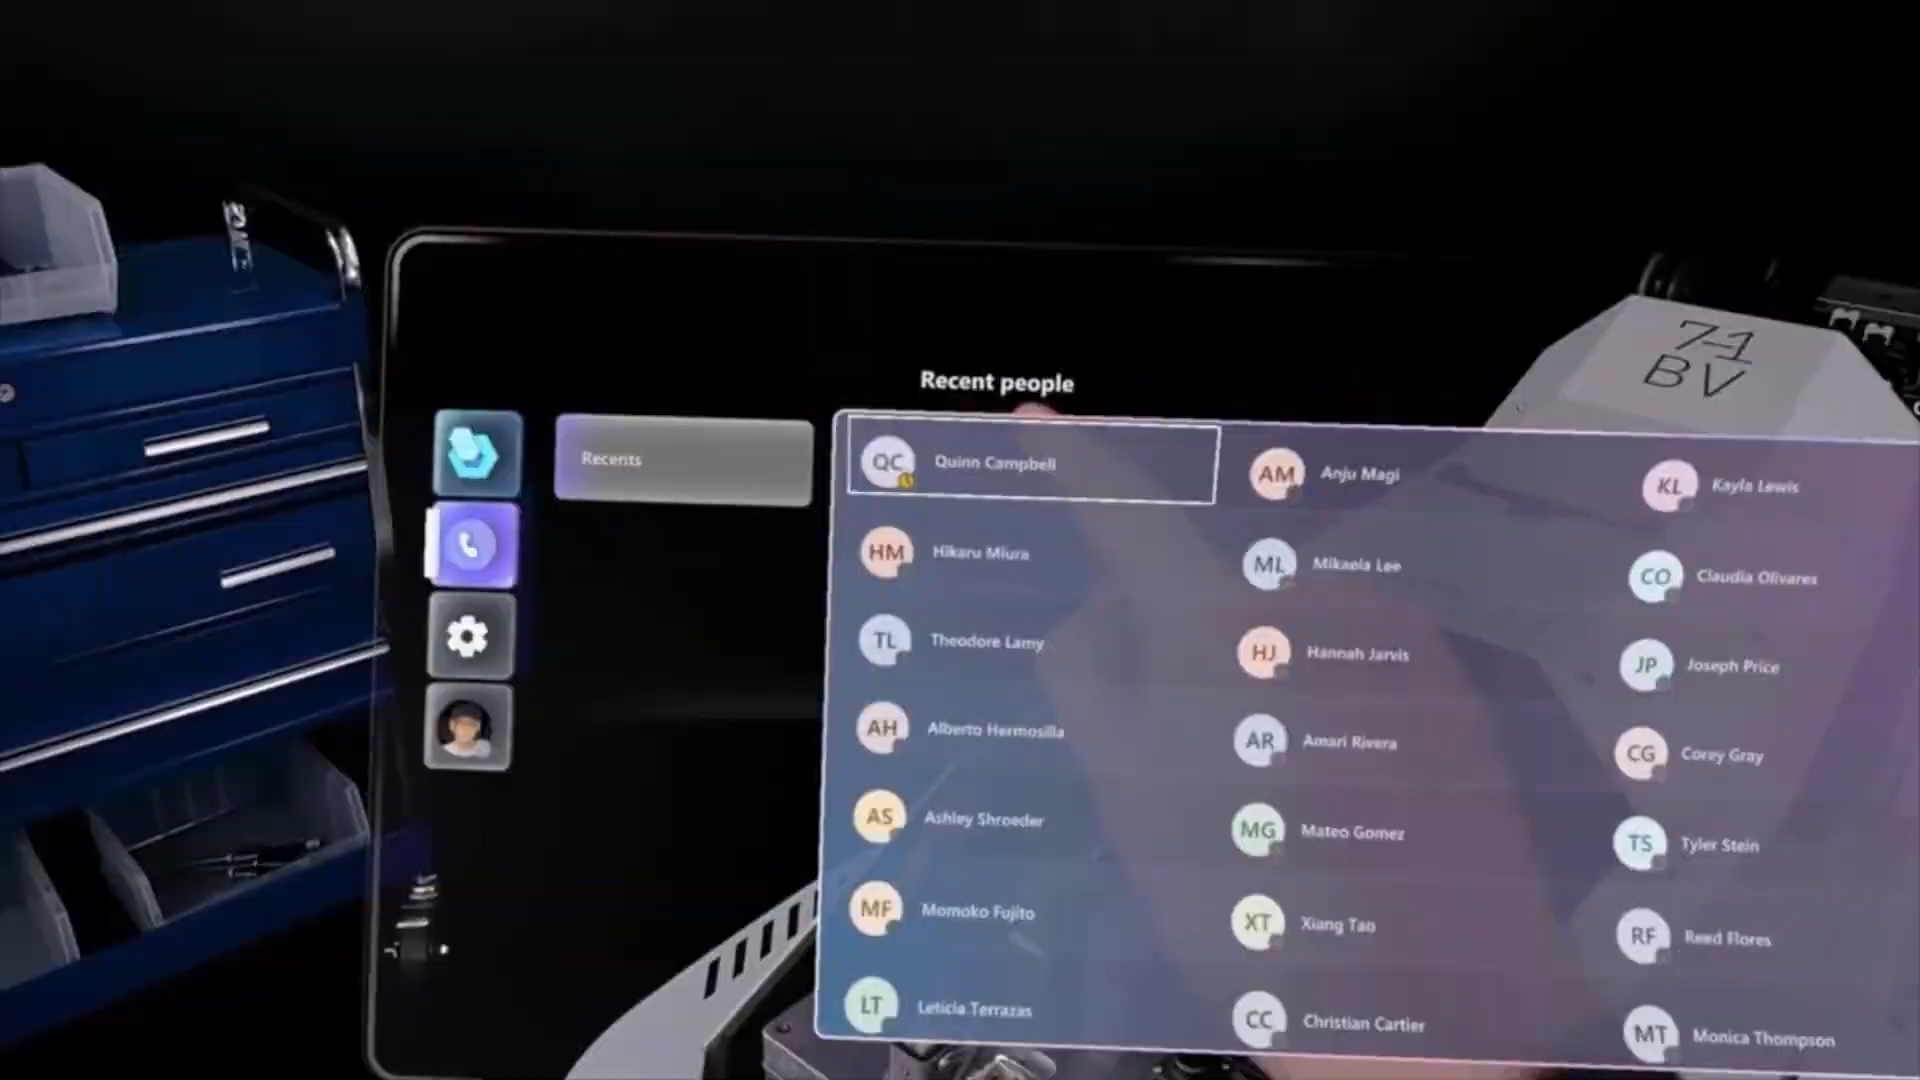 7-1
BV
Recent people
Recents
QC Quinn Campbell
AM Anju Magi
KL Kayla Lewis
HM Hikaru Miura
ML Mikaela Lee
CO Claudia Olivares
TL Theodore Lamy
HJ Hannah Jarvis
JP Joseph Price
AH Alberto Hermosilla
AR Amari Rivera
CG Corey Gray
AS Ashley Shroeder
MG Mateo Gomez
TS Tyler Stein
MF Momoko Fujito
XT Xiang Tao
RF Reed Flores
LT Leticia Terrazas
CC Christian Cartier
MT Monica Thompson